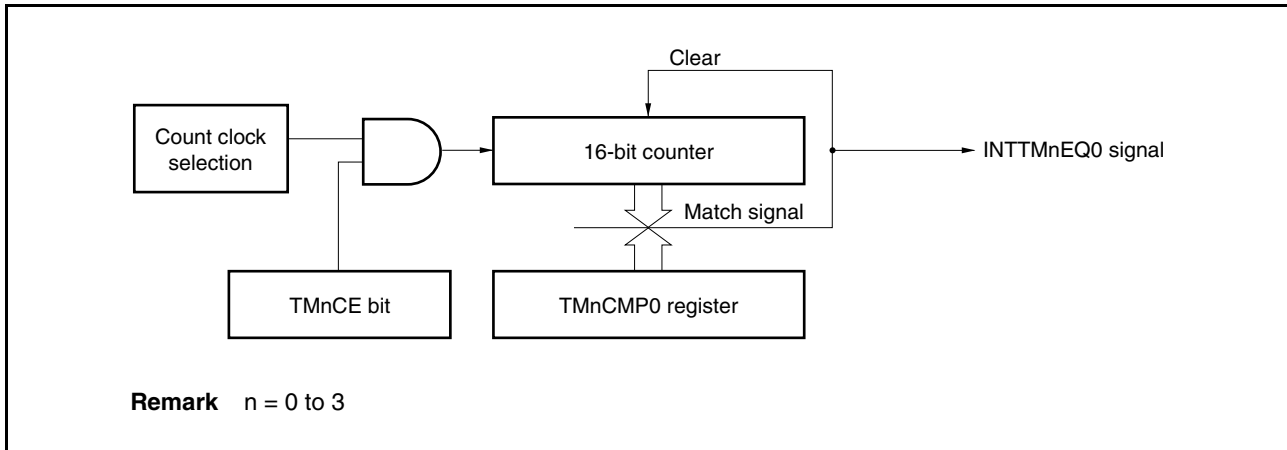 Clear
Count clock
selection
16-bit counter
INTTMnEQ0 signal
Match signal
TMnCE bit
TMnCMP0 register
Remark n = 0 to 3